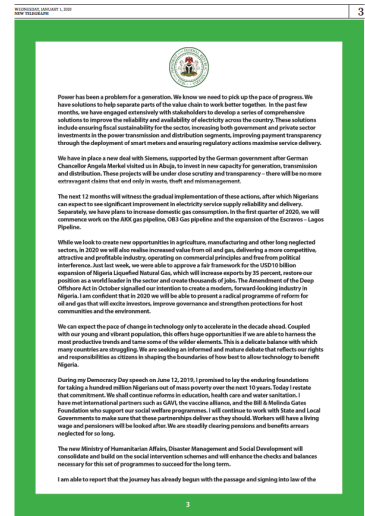 WEDNESDAY, JANUARY 1, 2020
NEW TELEGRAPH
3
Power has been a problem for a generation. We know we need to pick up the pace of progress. We
have solutions to help separate parts of the value chain to work better together. In the past few
months, we have engaged extensively with stakeholders to develop a series of comprehensive
solutions to improve the reliability and availability of electricity across the country. These solutions
include ensuring fiscal sustainability for the sector, increasing both government and private sector
investments in the power transmission and distribution segments, improving payment transparency
through the deployment of smart meters and ensuring regulatory actions maximise service delivery.
We have in place a new deal with Siemens, supported by the German government after German
Chancellor Angela Merkel visited us in Abuja, to invest in new capacity for generation, transmission
and distribution. These projects will be under close scrutiny and transparency – there will be no more
extravagant claims that end only in waste, theft and mismanagement.
The next 12 months will witness the gradual implementation of these actions, after which Nigerians
can expect to see significant improvement in electricity service supply reliability and delivery.
Separately, we have plans to increase domestic gas consumption. In the first quarter of 2020, we will
commence work on the AKK gas pipeline, OB3 Gas pipeline and the expansion of the Escravos – Lagos
Pipeline.
While we look to create new opportunities in agriculture, manufacturing and other long neglected
sectors, in 2020 we will also realise increased value from oil and gas, delivering a more competitive,
attractive and profitable industry, operating on commercial principles and free from political
interference. Just last week, we were able to approve a fair framework for the USD10 billion
expansion of Nigeria Liquefied Natural Gas, which will increase exports by 35 percent, restore our
position as a world leader in the sector and create thousands of jobs. The Amendment of the Deep
Offshore Act in October signalled our intention to create a modern, forward-looking industry in
Nigeria. I am confident that in 2020 we will be able to present a radical programme of reform for
oil and gas that will excite investors, improve governance and strengthen protections for host
communities and the environment.
We can expect the pace of change in technology only to accelerate in the decade ahead. Coupled
with our young and vibrant population, this offers huge opportunities if we are able to harness the
most productive trends and tame some of the wilder elements. This is a delicate balance with which
many countries are struggling. We are seeking an informed and mature debate that reflects our rights
and responsibilities as citizens in shaping the boundaries of how best to allow technology to benefit
Nigeria.
During my Democracy Day speech on June 12, 2019, I promised to lay the enduring foundations
for taking a hundred million Nigerians out of mass poverty over the next 10 years. Today I restate
that commitment. We shall continue reforms in education, health care and water sanitation. I
have met international partners such as GAVI, the vaccine alliance, and the Bill & Melinda Gates
Foundation who support our social welfare programmes. I will continue to work with State and Local
Governments to make sure that these partnerships deliver as they should. Workers will have a living
wage and pensioners will be looked after. We are steadily clearing pensions and benefits arrears
neglected for so long.
The new Ministry of Humanitarian Affairs, Disaster Management and Social Development will
consolidate and build on the social intervention schemes and will enhance the checks and balances
necessary for this set of programmes to succeed for the long term.
I am able to report that the journey has already begun with the passage and signing into law of the
3